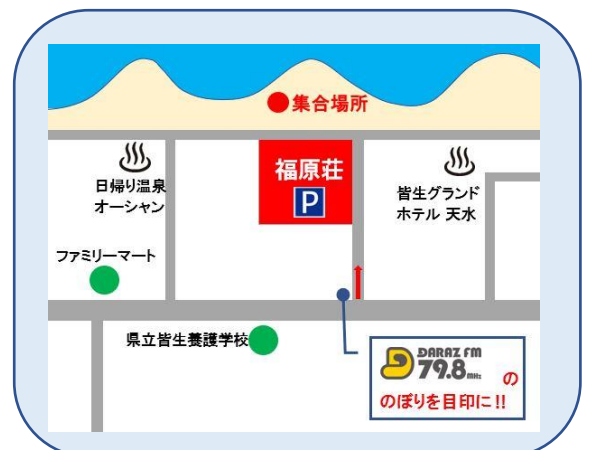 集合場所
福原荘
P
日帰り温泉
オーシャン
皆生グランド
ホテル 天水
ファミリーマート
県立皆生養護学校
DARAZ FM
79.8MHz の
のぼりを目印に!!